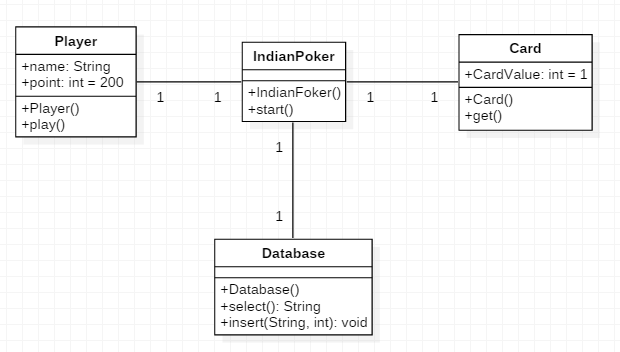 Player
+name: String
+point: int = 200
+Player()
+play()
1
1
IndianPoker
+IndianFoker()
+start()
1
1
Card
+CardValue: int = 1
+Card()
+get()
1
1
Database
+Database()
+select(): String
+insert(String, int): void